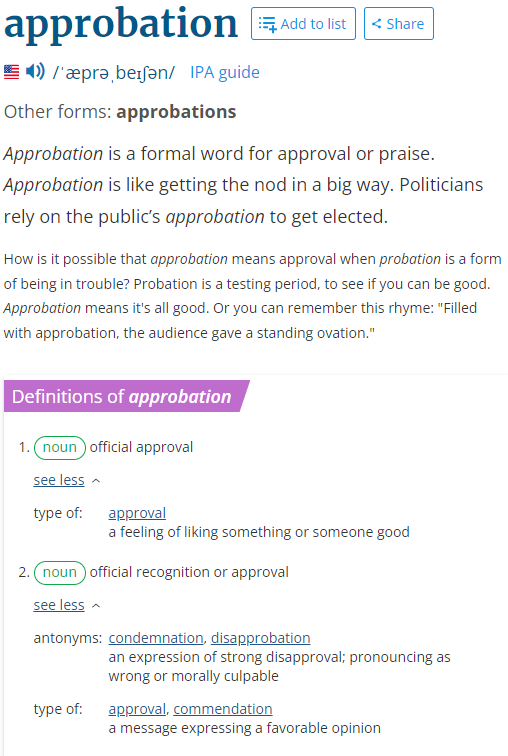 approbation Add to list Share
/ˈæprəˌbeɪʃən/ IPA guide
Other forms: approbations
Approbation is a formal word for approval or praise.
Approbation is like getting the nod in a big way. Politicians
rely on the public’s approbation to get elected.
How is it possible that approbation means approval when probation is a form
of being in trouble? Probation is a testing period, to see if you can be good.
Approbation means it's all good. Or you can remember this rhyme: "Filled
with approbation, the audience gave a standing ovation."
Definitions of approbation
1. noun official approval
see less
type of: approval
a feeling of liking something or someone good
2. noun official recognition or approval
see less
antonyms: condemnation, disapprobation
an expression of strong disapproval; pronouncing as
wrong or morally culpable
type of: approval, commendation
a message expressing a favorable opinion